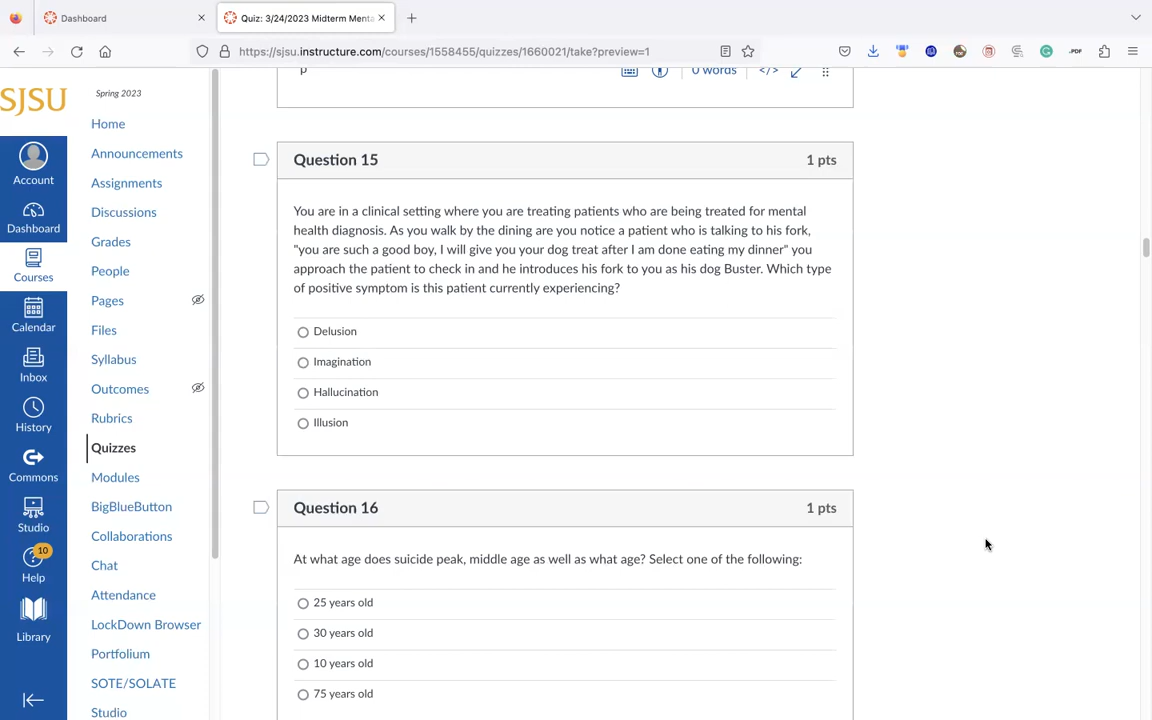 Dashboard
Quiz: 3/24/2023 Midterm Menta
https://sjsu.instructure.com/courses/1558455/quizzes/1660021/take?preview=1
.PDF
SJSU
Account
Dashboard
Courses
Calendar
Inbox
History
Commons
Studio
10
Help
Library
Spring 2023
Home
Announcements
Assignments
Discussions
Grades
People
Pages
Files
Syllabus
Outcomes
Rubrics
Quizzes
Modules
BigBlueButton
Collaborations
Chat
Attendance
LockDown Browser
Portfolium
SOTE/SOLATE
Studio
p
0 words
</>
Question 15
1 pts
You are in a clinical setting where you are treating patients who are being treated for mental
health diagnosis. As you walk by the dining are you notice a patient who is talking to his fork,
"you are such a good boy, I will give you your dog treat after I am done eating my dinner" you
approach the patient to check in and he introduces his fork to you as his dog Buster. Which type
of positive symptom is this patient currently experiencing?
Delusion
Imagination
Hallucination
Illusion
Question 16
1 pts
At what age does suicide peak, middle age as well as what age? Select one of the following:
25 years old
30 years old
10 years old
75 years old